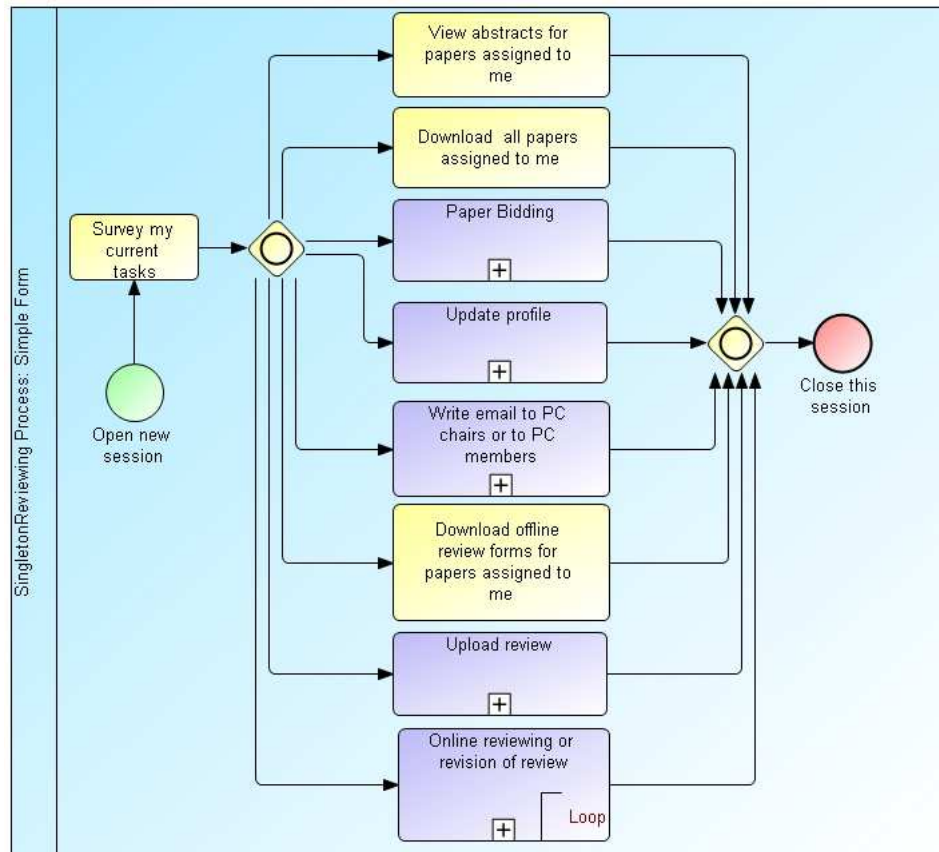 SingletonReviewing Process: Simple Form
View abstracts for
papers assigned to
me
Download all papers
assigned to me
Survey my
current
tasks
Paper Bidding
Update profile
Open new
session
Close this
session
Write email to PC
chairs or to PC
members
Download offline
review forms for
papers assigned to
me
Upload review
Online reviewing or
revision of review
Loop